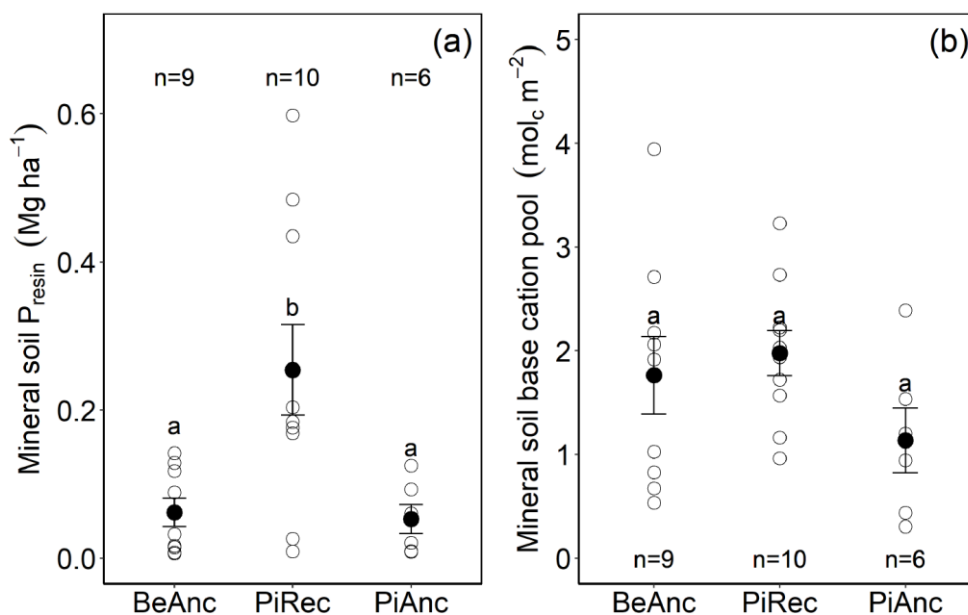 (a)
n=9 n=10 n=6
Mineral soil P_resin (Mg ha⁻¹)
0.6
0.4
0.2
0.0
a
b
a
BeAnc PiRec PiAnc
(b)
Mineral soil base cation pool (mol_c m⁻²)
5
4
3
2
1
0
a
a
a
n=9 n=10 n=6
BeAnc PiRec PiAnc